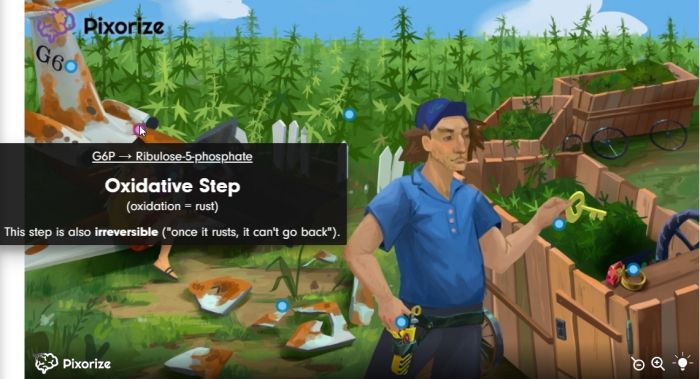 Pixorize
G6
G6P → Ribulose-5-phosphate
Oxidative Step
(oxidation = rust)
This step is also irreversible ("once it rusts, it can't go back").
Pixorize